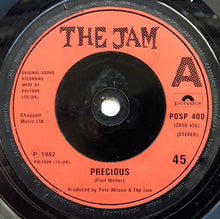 THE JAM
A
ORIGINAL SOUND
RECORDING
MADE BY
POLYDOR
LTD.(UK)
polydor
POSP 400
(2059 456)
(STEREO)
Chappell
Music Ltd
45
Ⓟ 1982
POLYDOR LTD.(UK)
PRECIOUS
(Paul Weller)
Produced by Pete Wilson & The Jam